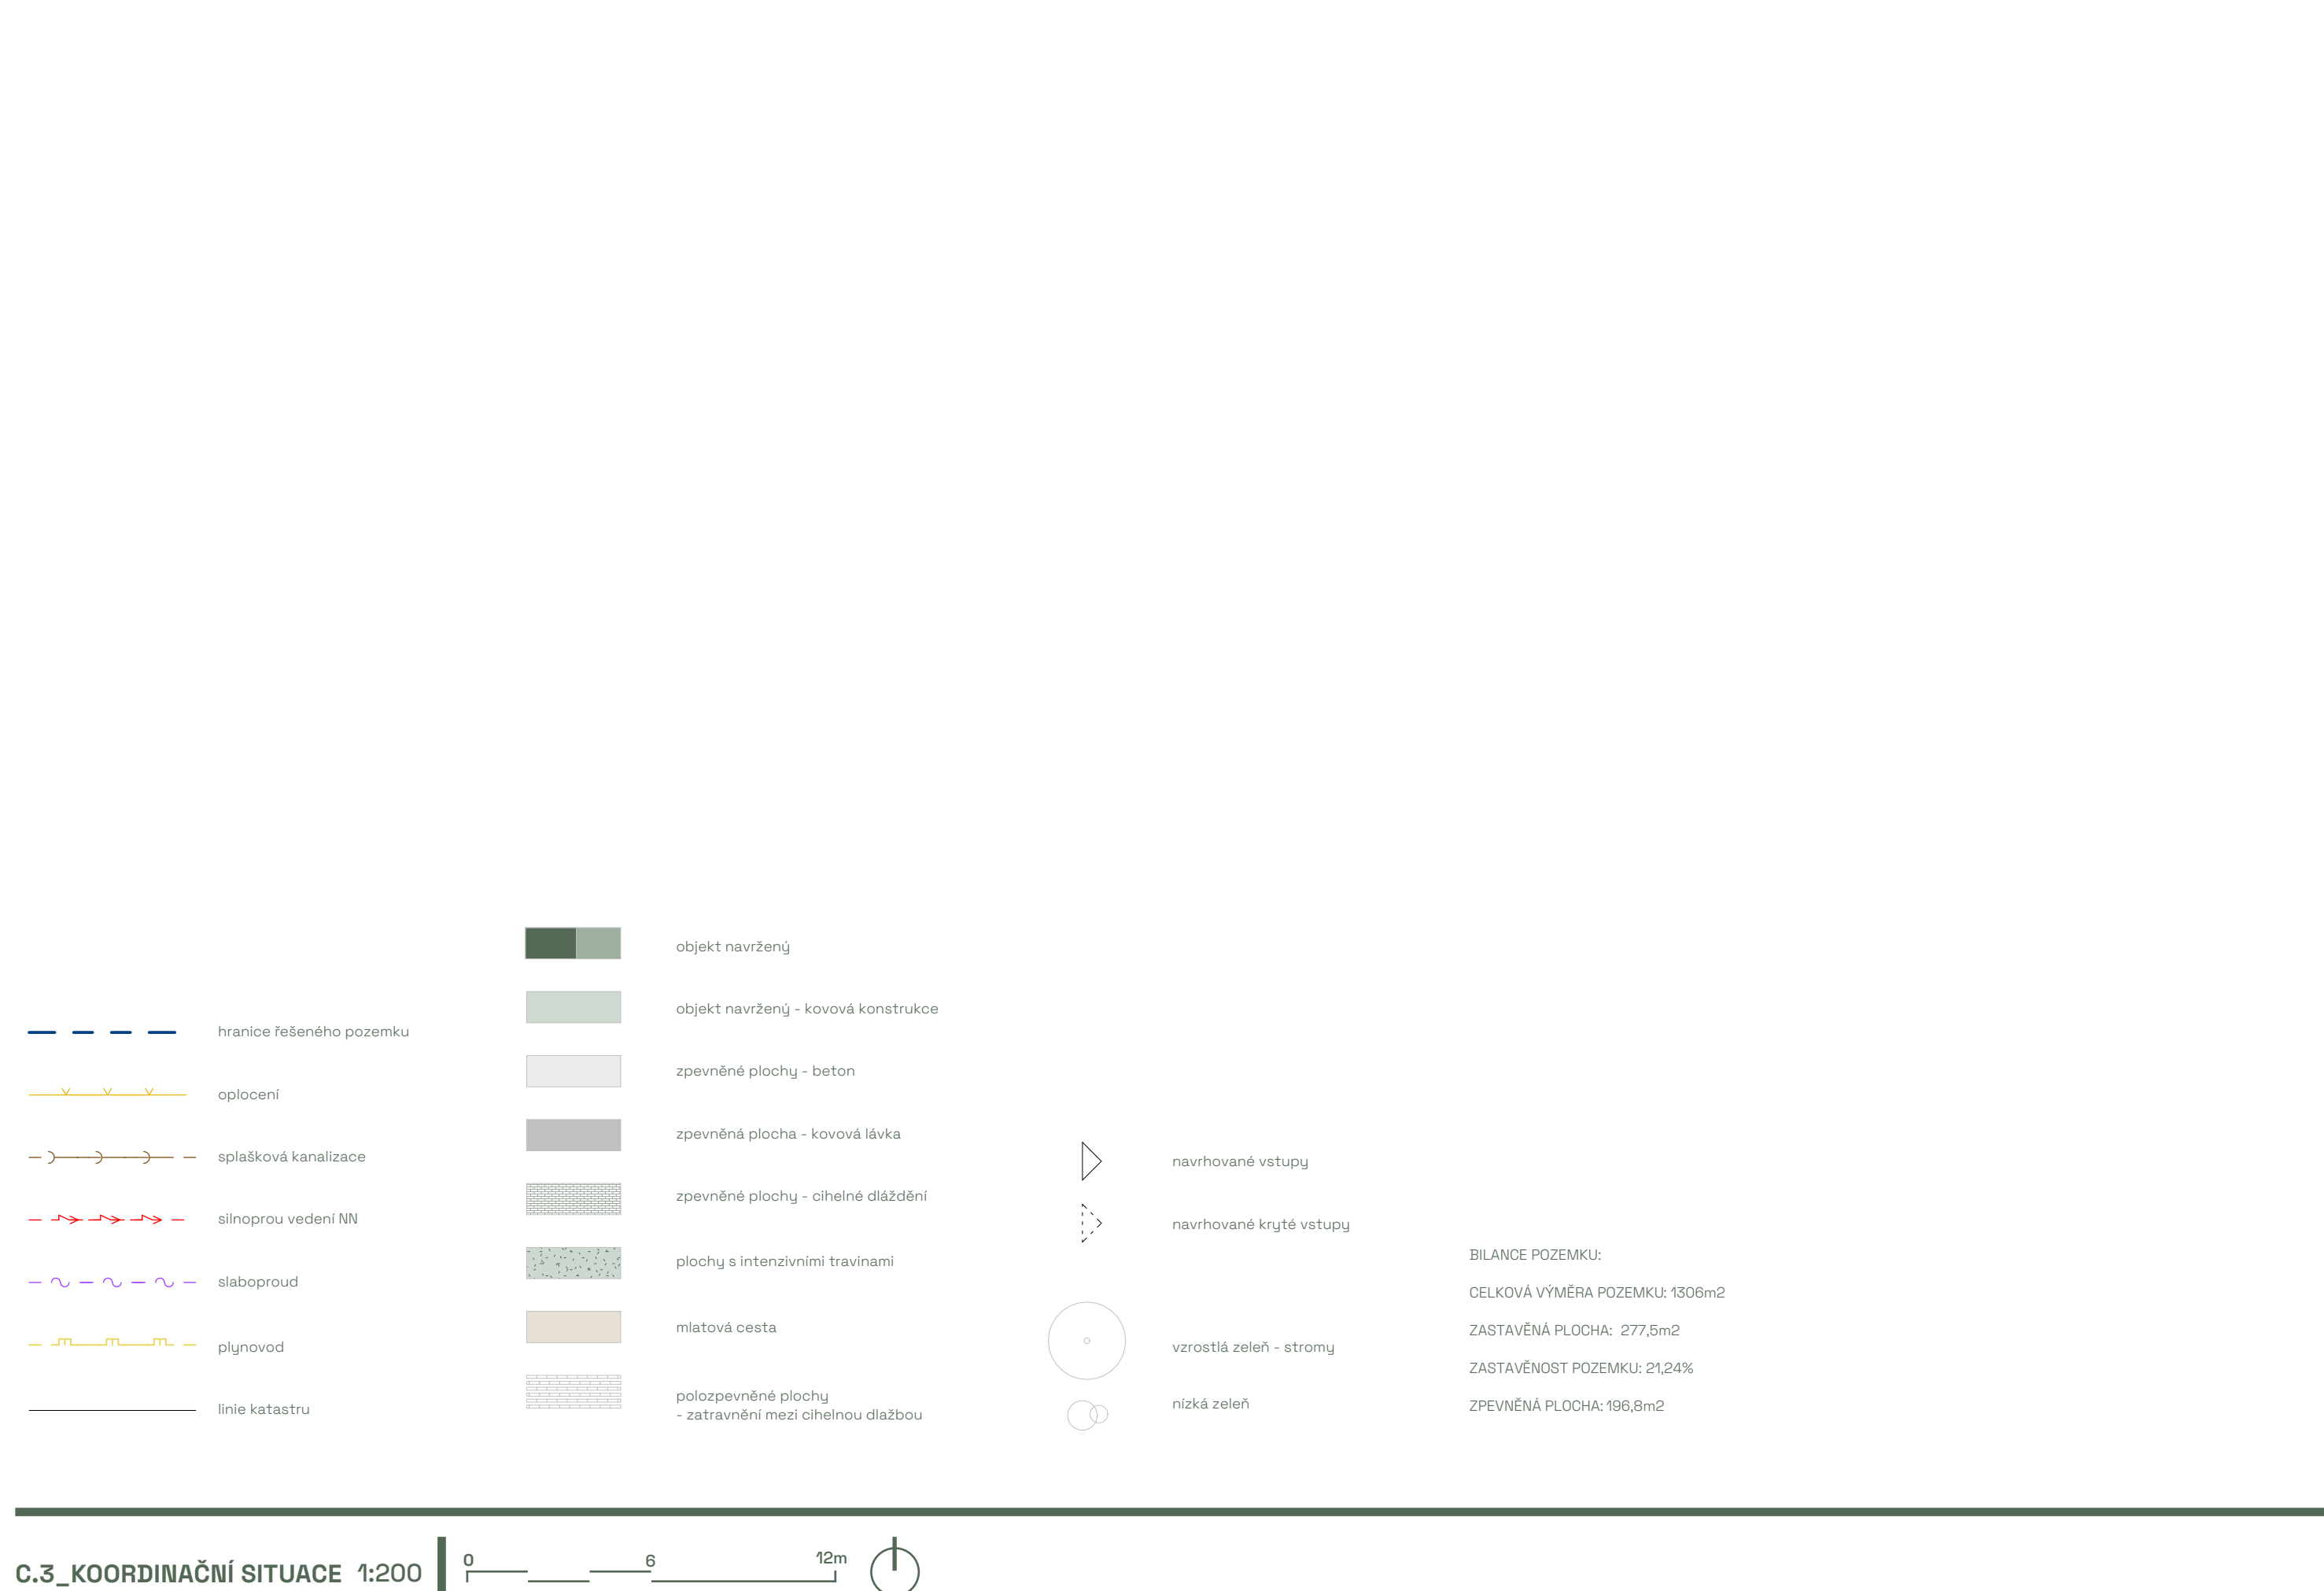 hranice řešeného pozemku
oplocení
splašková kanalizace
silnoprou vedení NN
slaboproud
plynovod
linie katastru
objekt navržený
objekt navržený - kovová konstrukce
zpevněné plochy - beton
zpevněná plocha - kovová lávka
zpevněné plochy - cihelné dláždění
plochy s intenzivními travinami
mlatová cesta
polozpevněné plochy
- zatravnění mezi cihelnou dlažbou
navrhované vstupy
navrhované kryté vstupy
vzrostlá zeleň - stromy
nízká zeleň
BILANCE POZEMKU:
CELKOVÁ VÝMĚRA POZEMKU: 1306m2
ZASTAVĚNÁ PLOCHA: 277,5m2
ZASTAVĚNOST POZEMKU: 21,24%
ZPEVNĚNÁ PLOCHA: 196,8m2
C.3_KOORDINAČNÍ SITUACE 1:200
0 6 12m